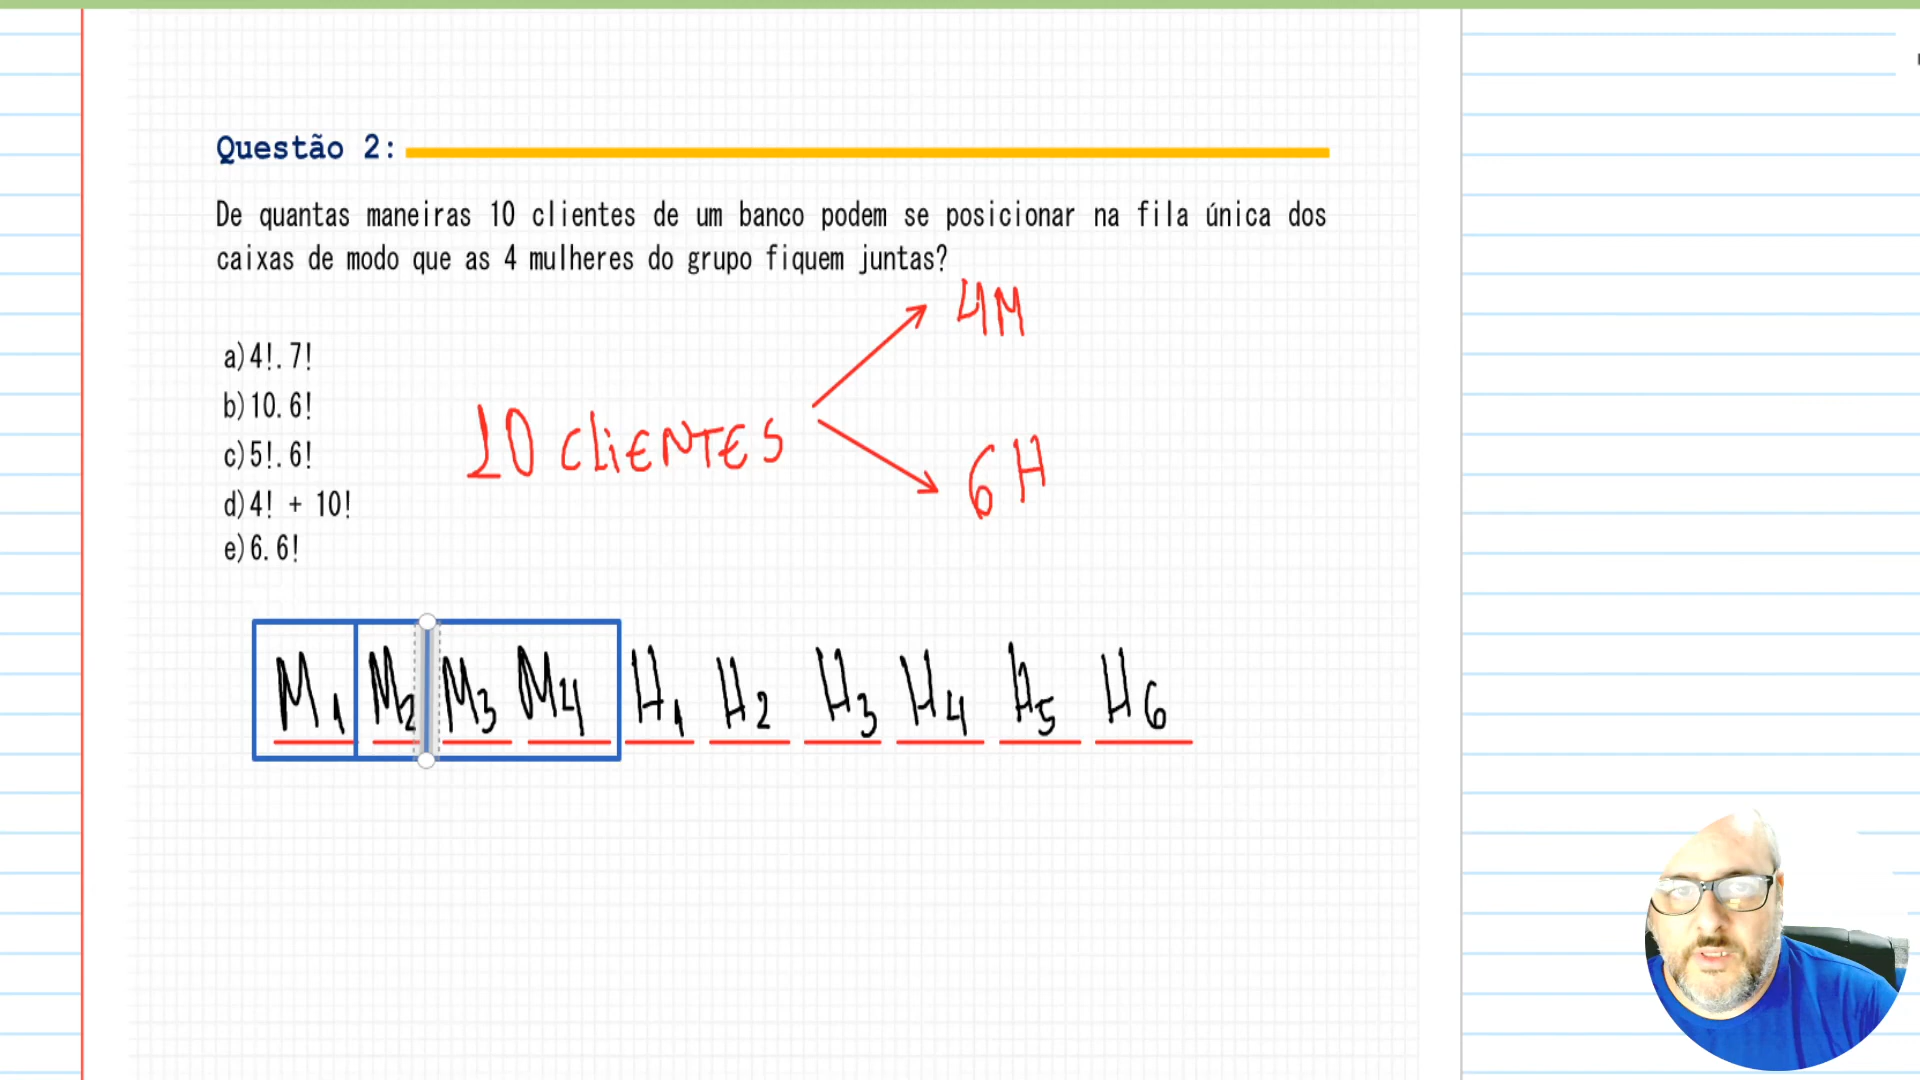 Questão 2:
De quantas maneiras 10 clientes de um banco podem se posicionar na fila única dos
caixas de modo que as 4 mulheres do grupo fiquem juntas?
4M
a)4!.7!
b)10.6!
10 CLIENTES
c)5!.6!
6H
d)4! + 10!
e)6.6!
M1 M2 M3 M4 H1 H2 H3 H4 H5 H6